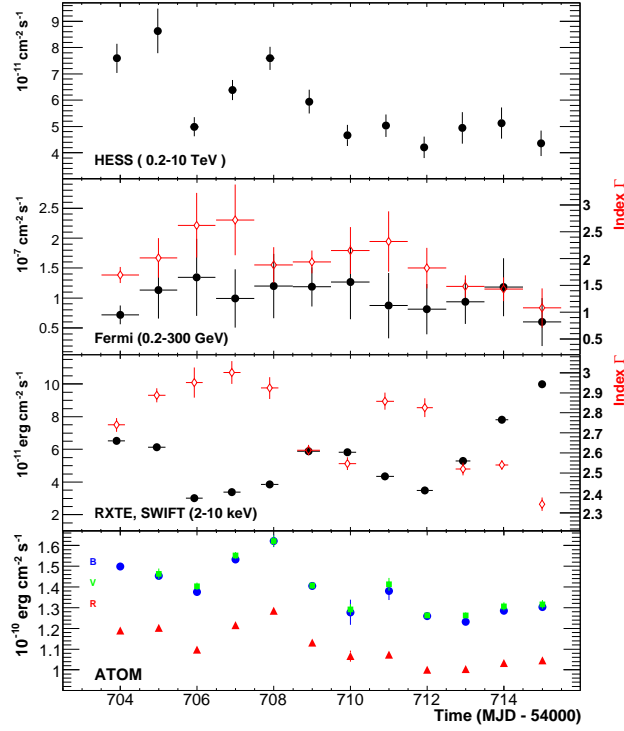 9
8
7
6
5
4
10⁻¹¹ cm⁻² s⁻¹
HESS ( 0.2-10 TeV )
2.5
2
1.5
1
0.5
10⁻⁷ cm⁻² s⁻¹
3
2.5
2
1.5
1
0.5
Index Γ
Fermi (0.2-300 GeV)
10
8
6
4
2
10⁻¹¹ erg cm⁻² s⁻¹
3
2.9
2.8
2.7
2.6
2.5
2.4
2.3
Index Γ
RXTE, SWIFT (2-10 keV)
1.6
1.5
1.4
1.3
1.2
1.1
1
10⁻¹⁰ erg cm⁻² s⁻¹
B
V
R
ATOM
704 706 708 710 712 714
Time (MJD - 54000)